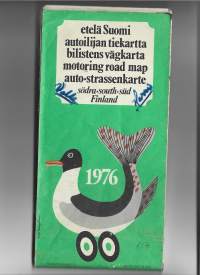 etelä Suomi
autoilijan tiekartta
bilistens vägkarta
motoring road map
auto-strassenkarte
södra-south-süd
Finland
1976